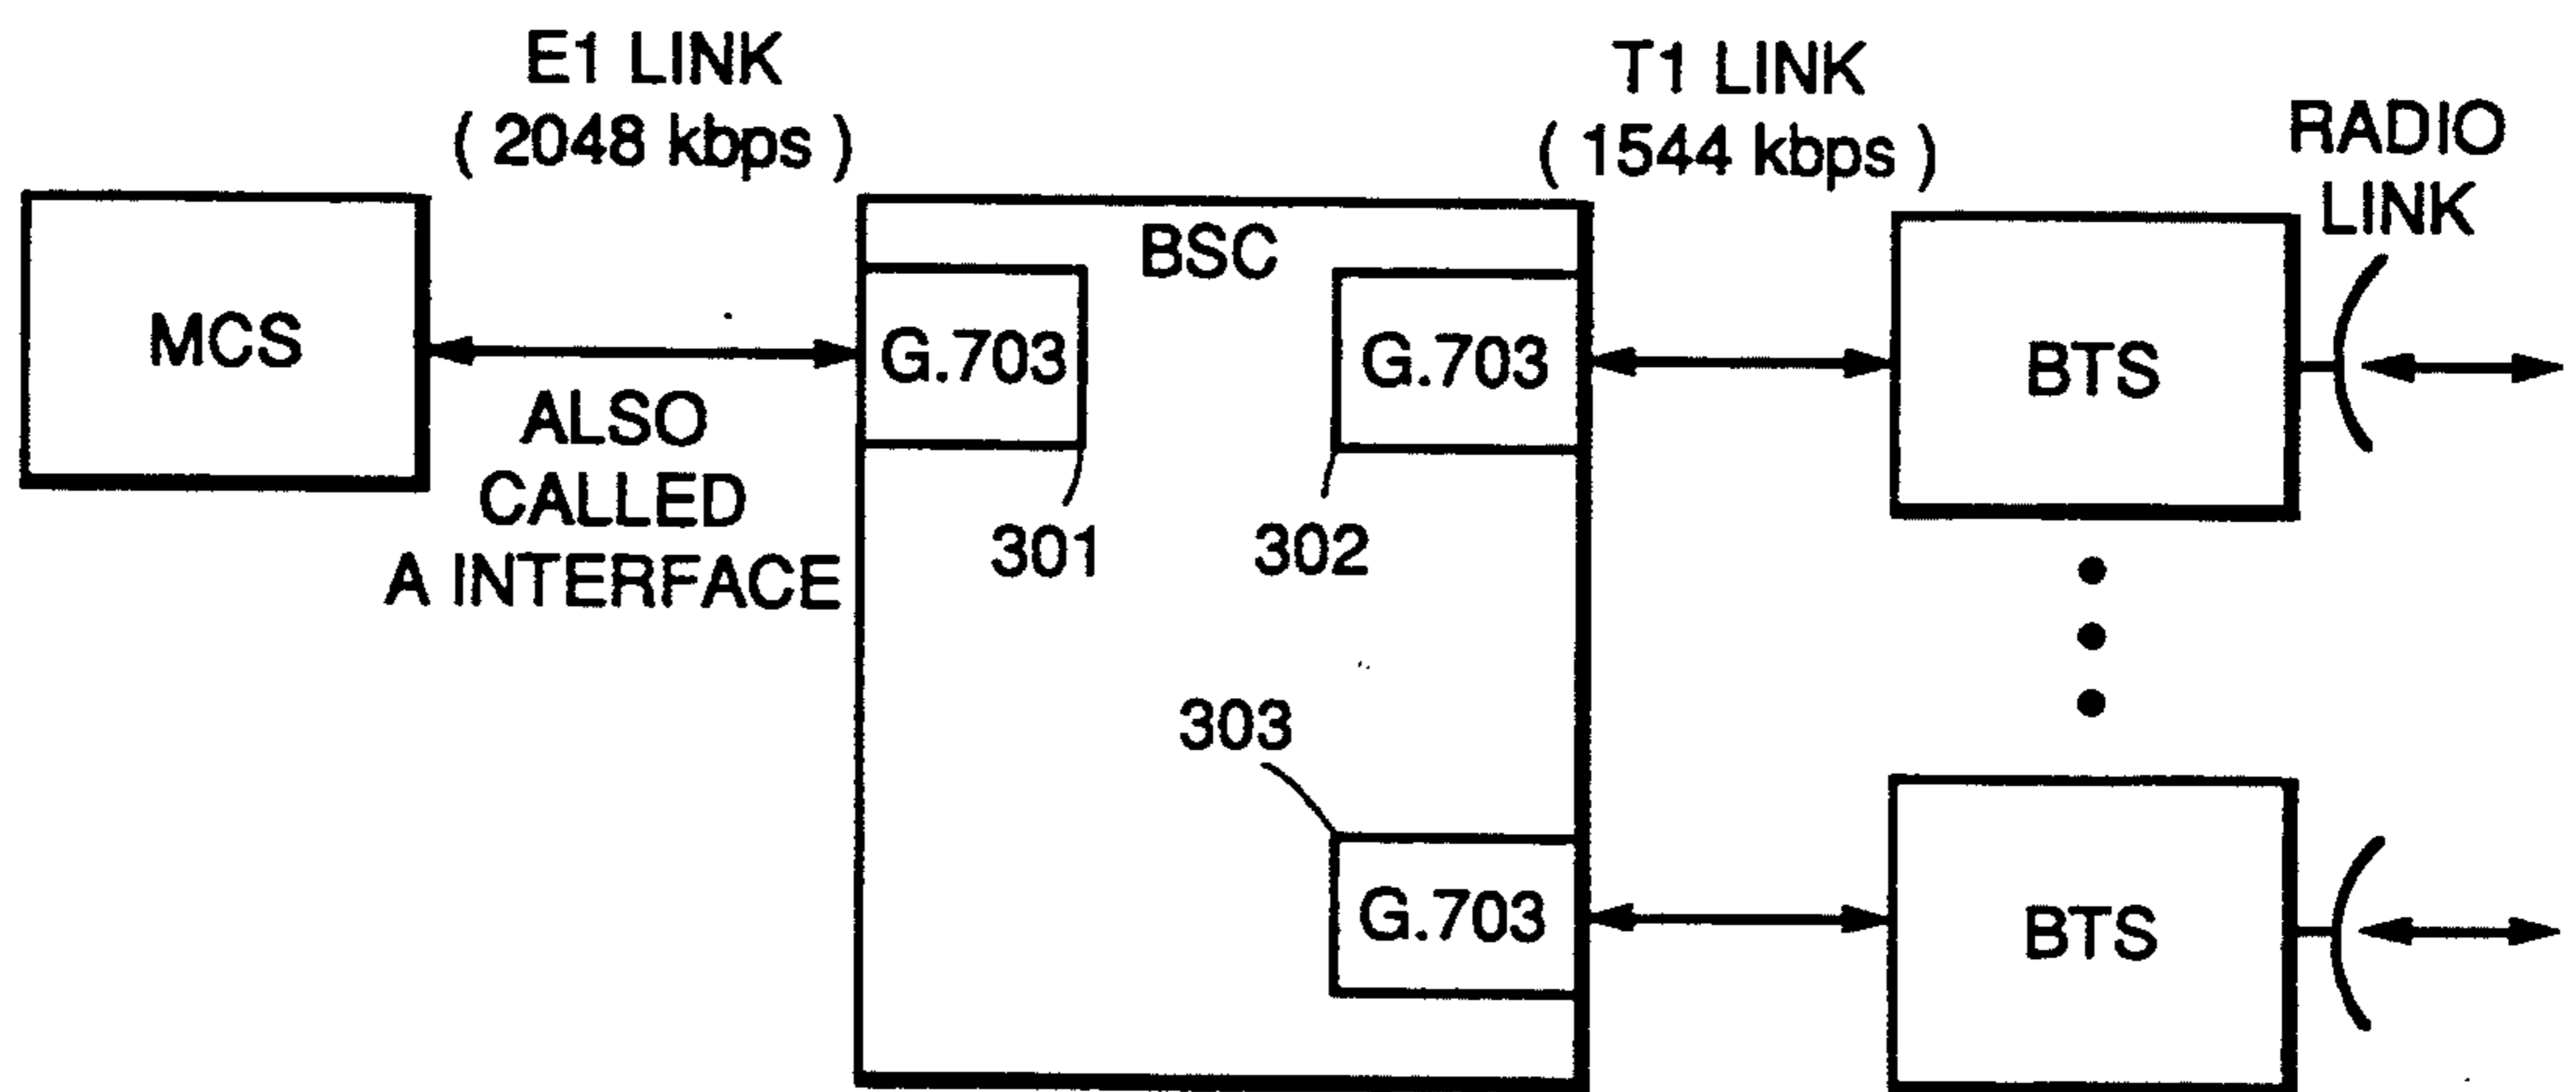 E1 LINK
( 2048 kbps )
T1 LINK
( 1544 kbps )
RADIO
LINK
MCS
ALSO
CALLED
A INTERFACE
BSC
G.703
301
G.703
302
303
G.703
BTS
BTS